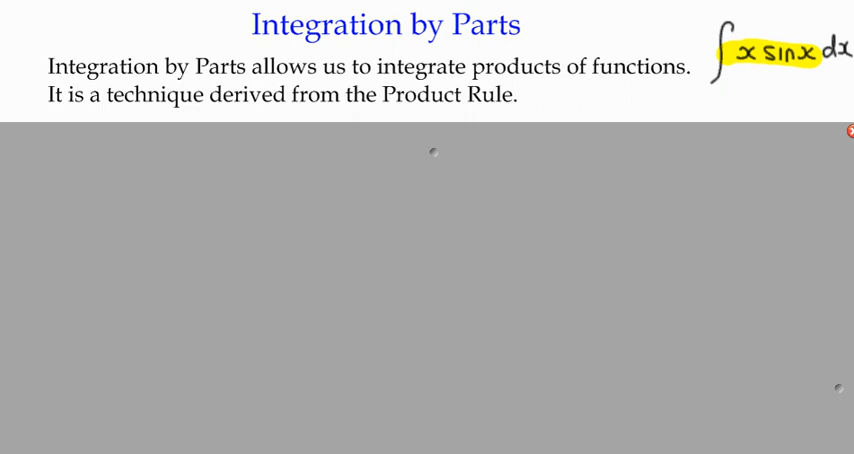 Integration by Parts
∫ x sinx dx
Integration by Parts allows us to integrate products of functions.
It is a technique derived from the Product Rule.